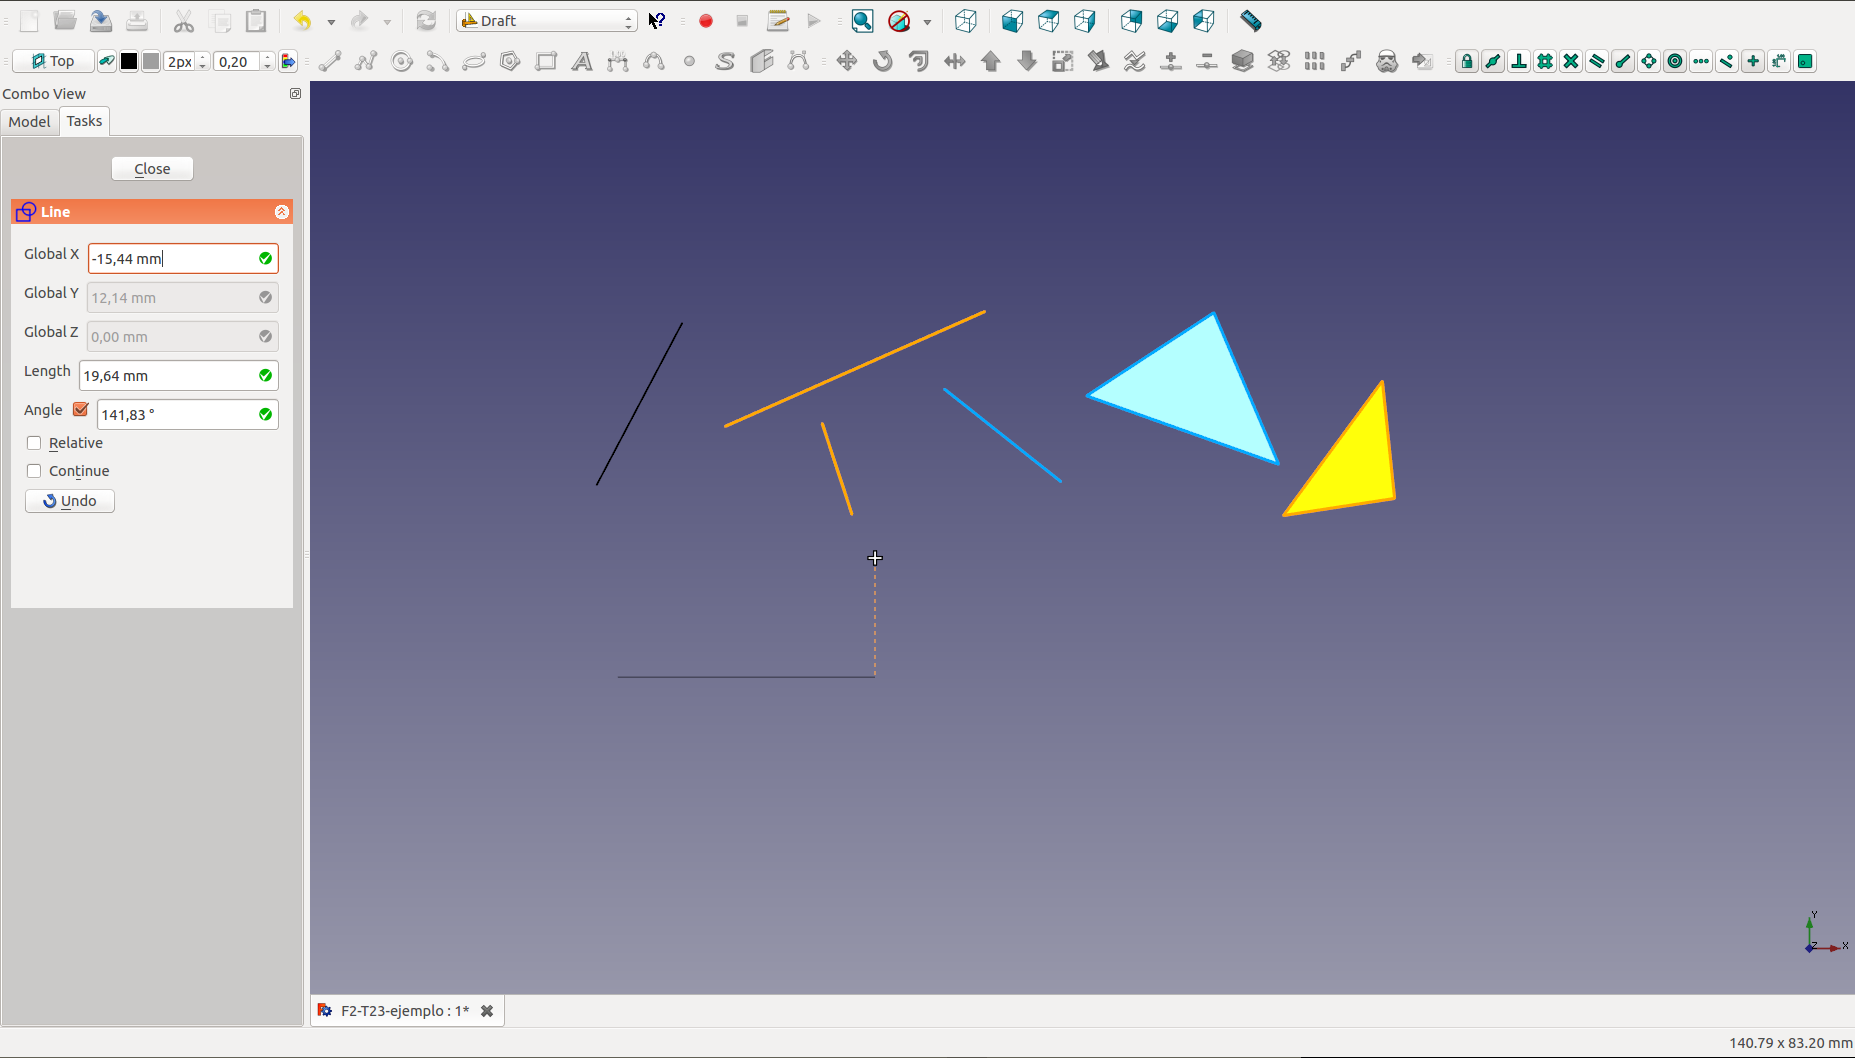 Draft
Top
2px
0,20
Combo View
Model
Tasks
Close
Line
Global X
-15,44 mm
Global Y
12,14 mm
Global Z
0,00 mm
Length
19,64 mm
Angle
141,83 °
Relative
Continue
Undo
Y
Z
X
F2-T23-ejemplo : 1*
140.79 x 83.20 mm